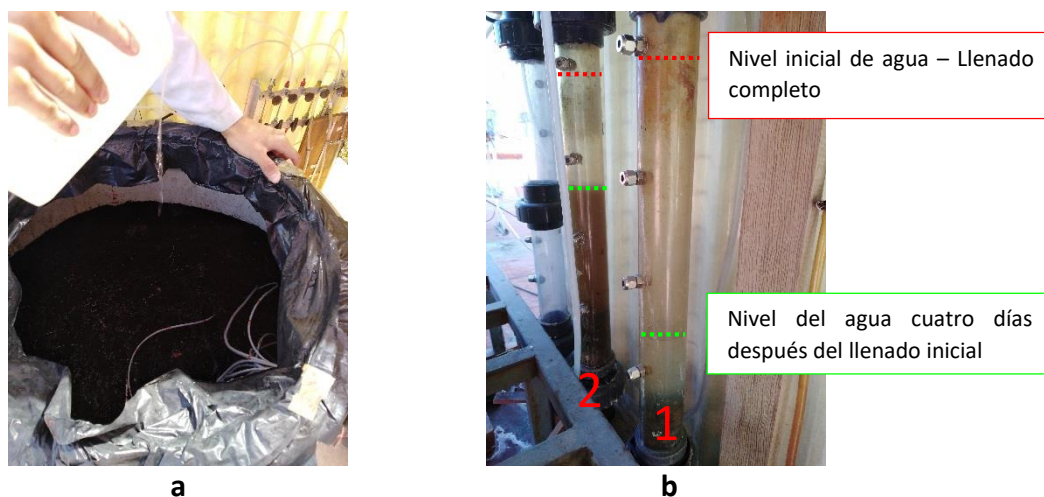 Nivel inicial de agua – Llenado
completo
Nivel del agua cuatro días
después del llenado inicial
2
1
a
b